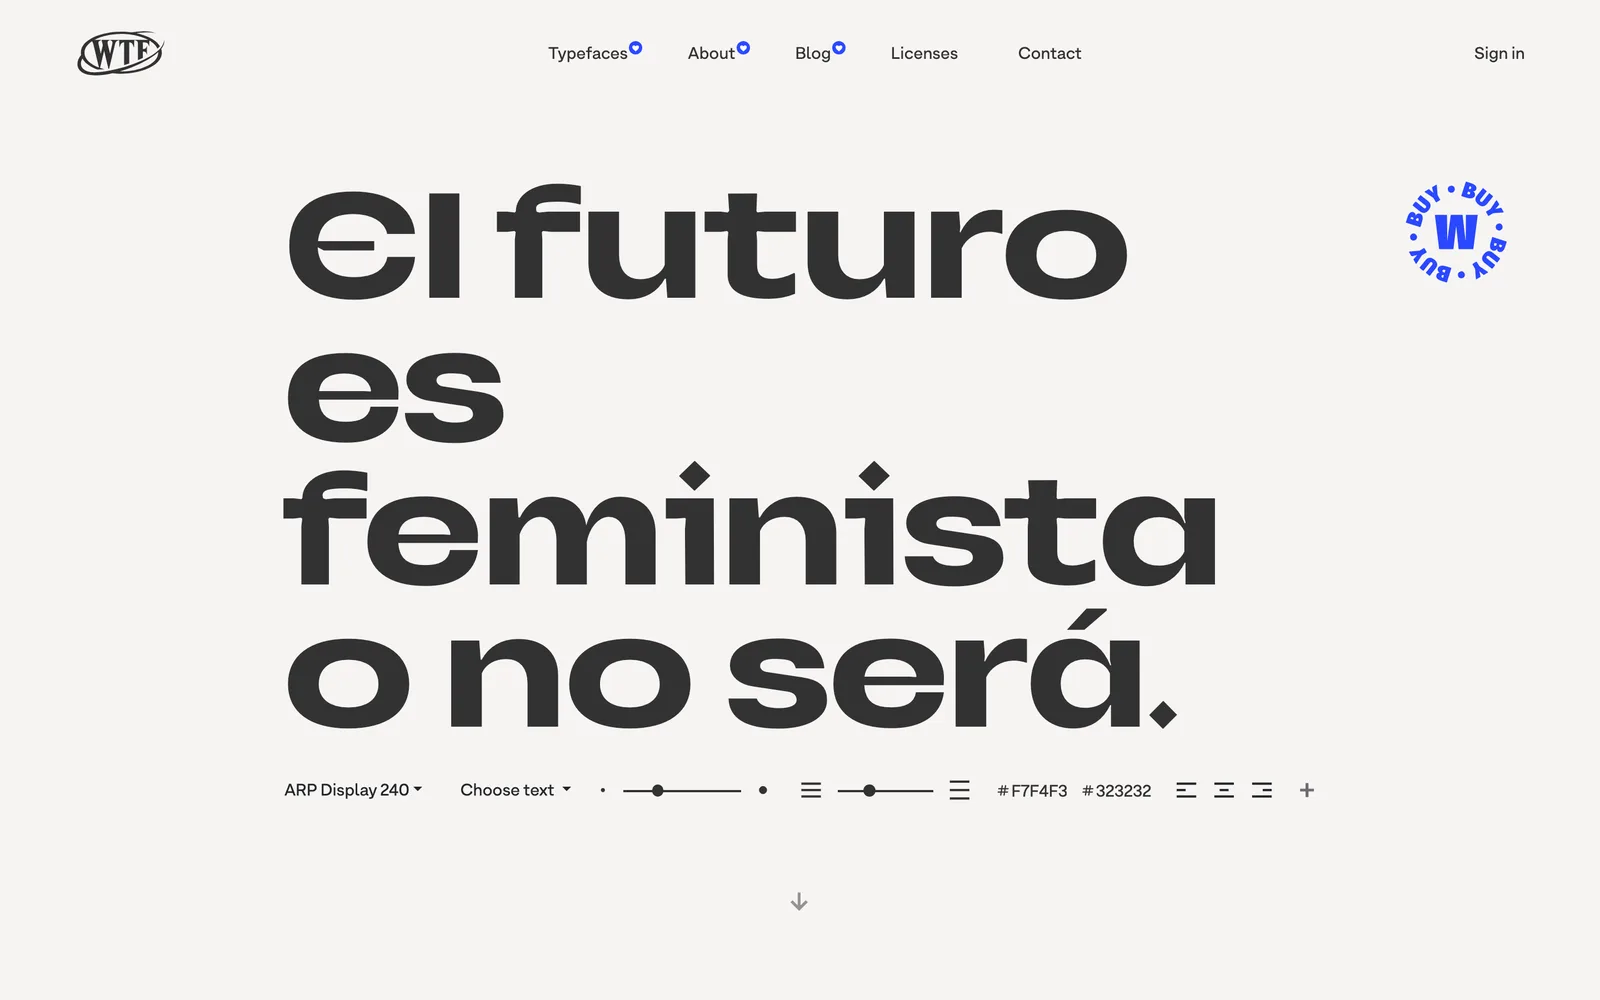 WTF
Typefaces About Blog Licenses Contact Sign in
El futuro
es
feminista
o no será.
BUY • BUY • BUY • BUY •
W
ARP Display 240 Choose text #F7F4F3 #323232